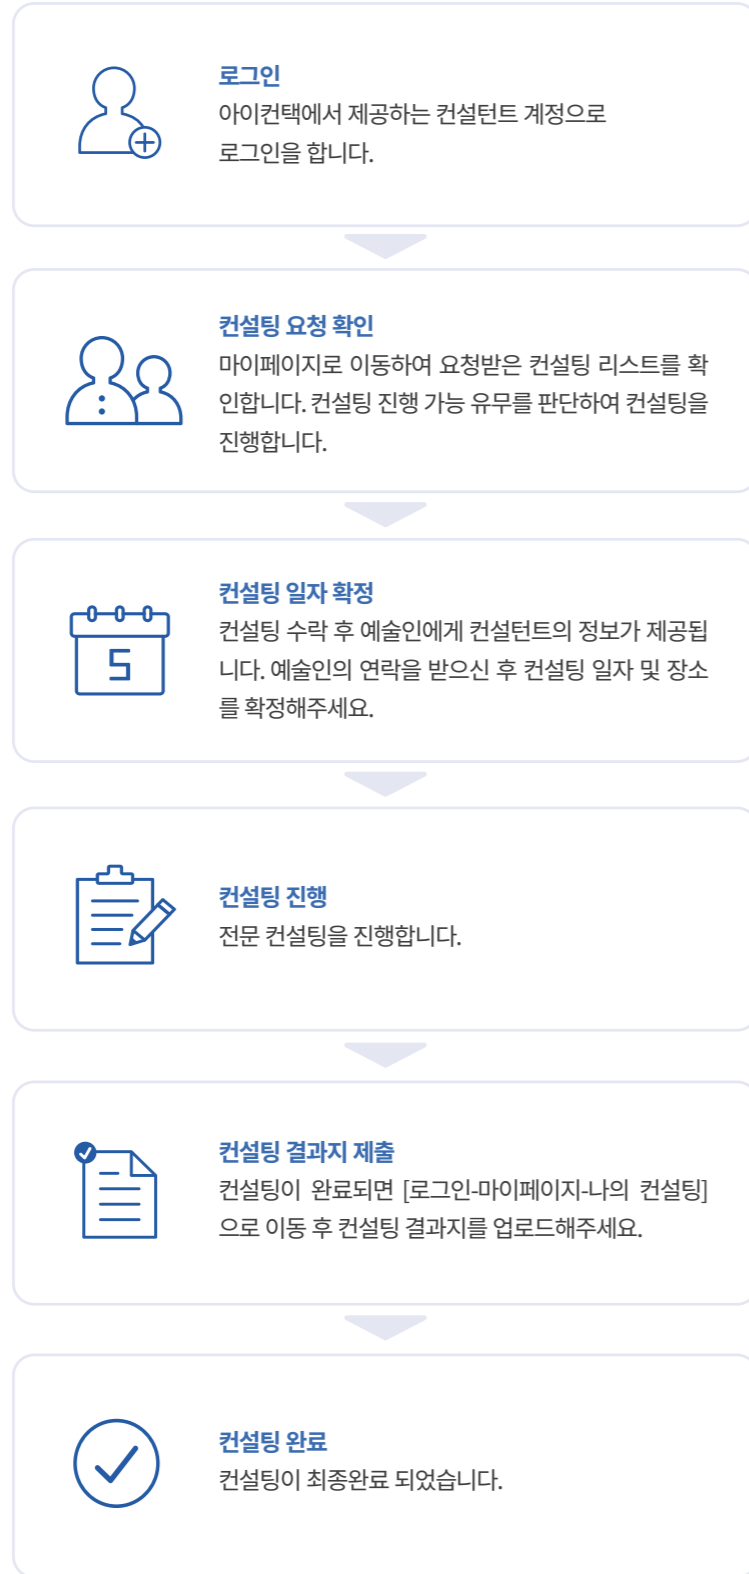 로그인
아이컨택에서 제공하는 컨설턴트 계정으로
로그인을 합니다.
컨설팅 요청 확인
마이페이지로 이동하여 요청받은 컨설팅 리스트를 확
인합니다. 컨설팅 진행 가능 유무를 판단하여 컨설팅을
진행합니다.
5
컨설팅 일자 확정
컨설팅 수락 후 예술인에게 컨설턴트의 정보가 제공됩
니다. 예술인의 연락을 받으신 후 컨설팅 일자 및 장소
를 확정해주세요.
컨설팅 진행
전문 컨설팅을 진행합니다.
컨설팅 결과지 제출
컨설팅이 완료되면 [로그인-마이페이지-나의 컨설팅]
으로 이동 후 컨설팅 결과지를 업로드해주세요.
컨설팅 완료
컨설팅이 최종완료 되었습니다.